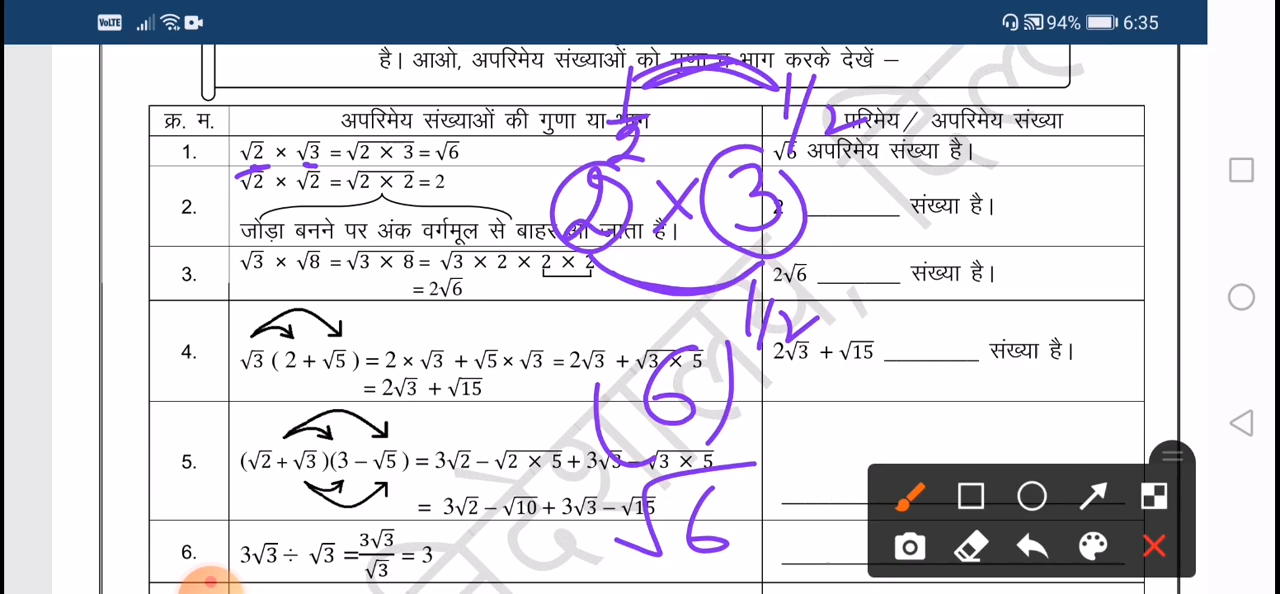 VoLTE 94% 6:35
है। आओ, अपरिमेय संख्याओं को गुणा व भाग करके देखें –
क्र. म. अपरिमेय संख्याओं की गुणा या भाग परिमेय/ अपरिमेय संख्या
1. √2 × √3 = √(2 × 3) = √6 √6 अपरिमेय संख्या है।
2. √2 × √2 = √(2 × 2) = 2 2 ________ संख्या है।
जोड़ा बनने पर अंक वर्गमूल से बाहर आ जाता है।
3. √3 × √8 = √(3 × 8) = √(3 × 2 × 2 × 2) 2√6 ________ संख्या है।
= 2√6
4. √3 ( 2 + √5 ) = 2 × √3 + √5 × √3 = 2√3 + √(3 × 5) 2√3 + √15 ________ संख्या है।
= 2√3 + √15
5. (√2 + √3 )(3 − √5 ) = 3√2 − √(2 × 5) + 3√3 − √(3 × 5)
= 3√2 − √10 + 3√3 − √15
6. 3√3 ÷ √3 = 3√3/√3 = 3
2^1/2 × 3^1/2
(6)^1/2
√6